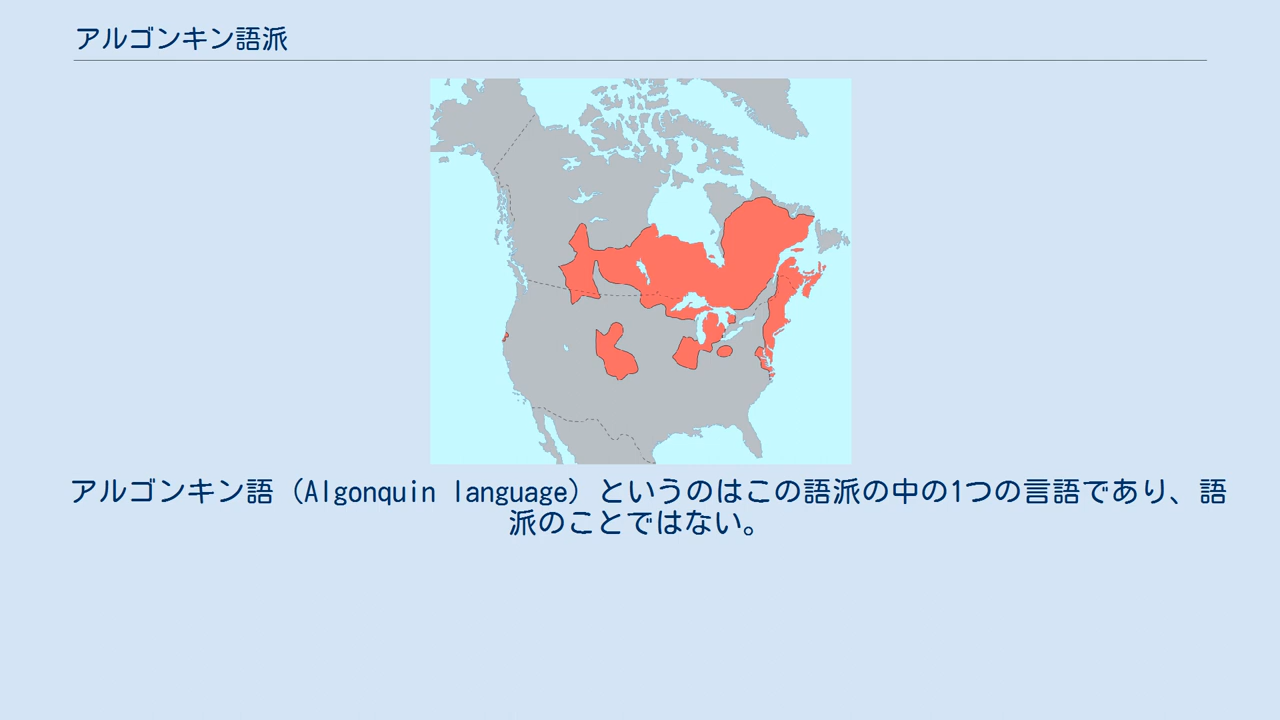 アルゴンキン語派
アルゴンキン語（Algonquin language）というのはこの語派の中の1つの言語であり、語
派のことではない。